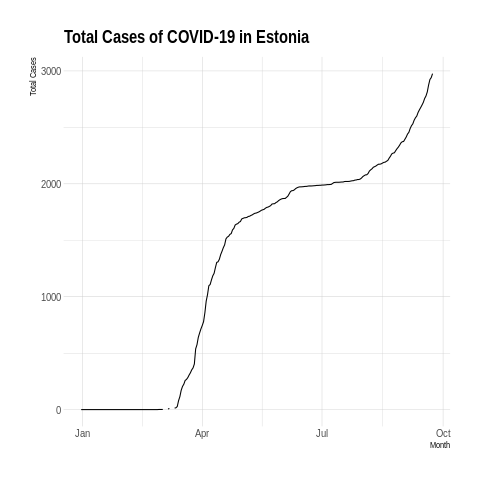 Total Cases of COVID-19 in Estonia
Total Cases
3000
2000
1000
0
Jan Apr Jul Oct
Month